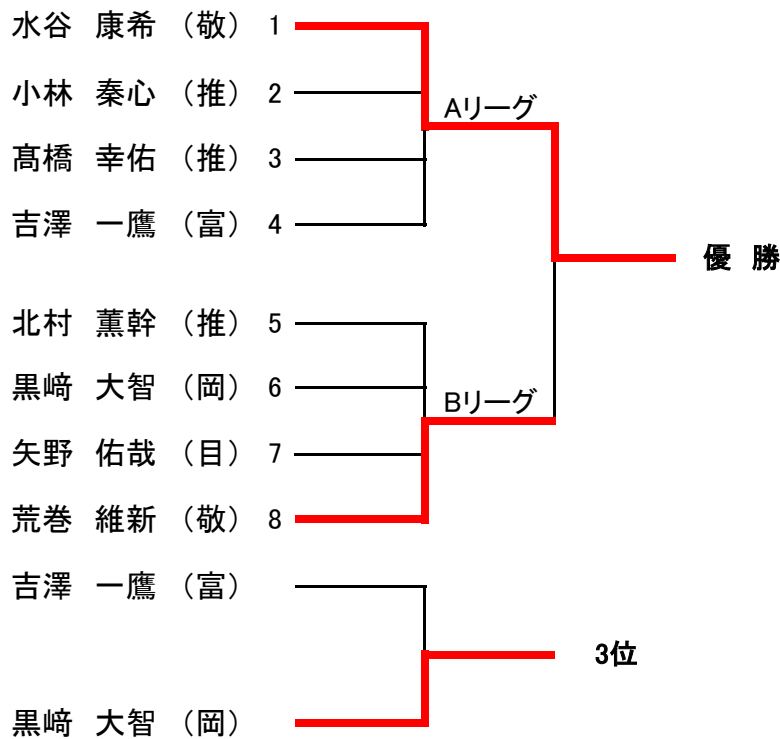 水谷 康希 （敬） 1
小林 秦心 （推） 2
Aリーグ
髙橋 幸佑 （推） 3
吉澤 一鷹 （富） 4
優 勝
北村 薫幹 （推） 5
黒﨑 大智 （岡） 6
Bリーグ
矢野 佑哉 （目） 7
荒巻 維新 （敬） 8
吉澤 一鷹 （富）
3位
黒﨑 大智 （岡）